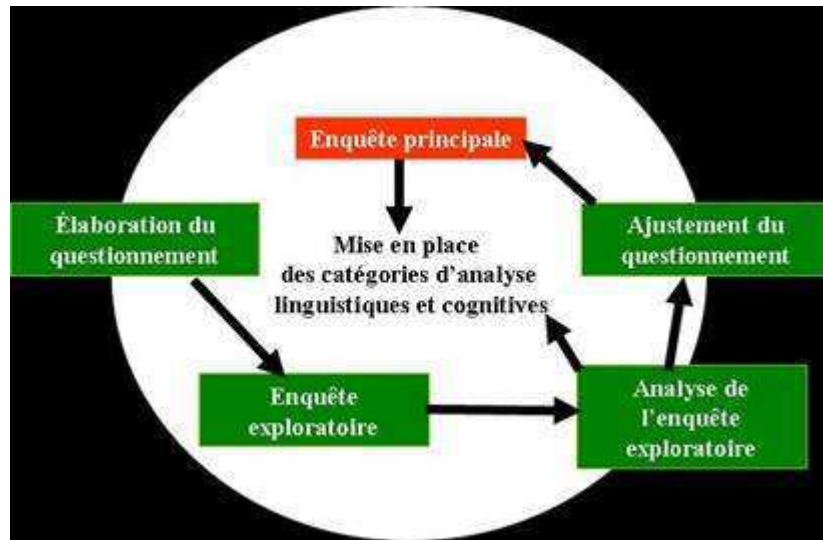 Enquête principale
Élaboration du
questionnement
Ajustement du
questionnement
Mise en place
des catégories d'analyse
linguistiques et cognitives
Enquête
exploratoire
Analyse de
l'enquête
exploratoire